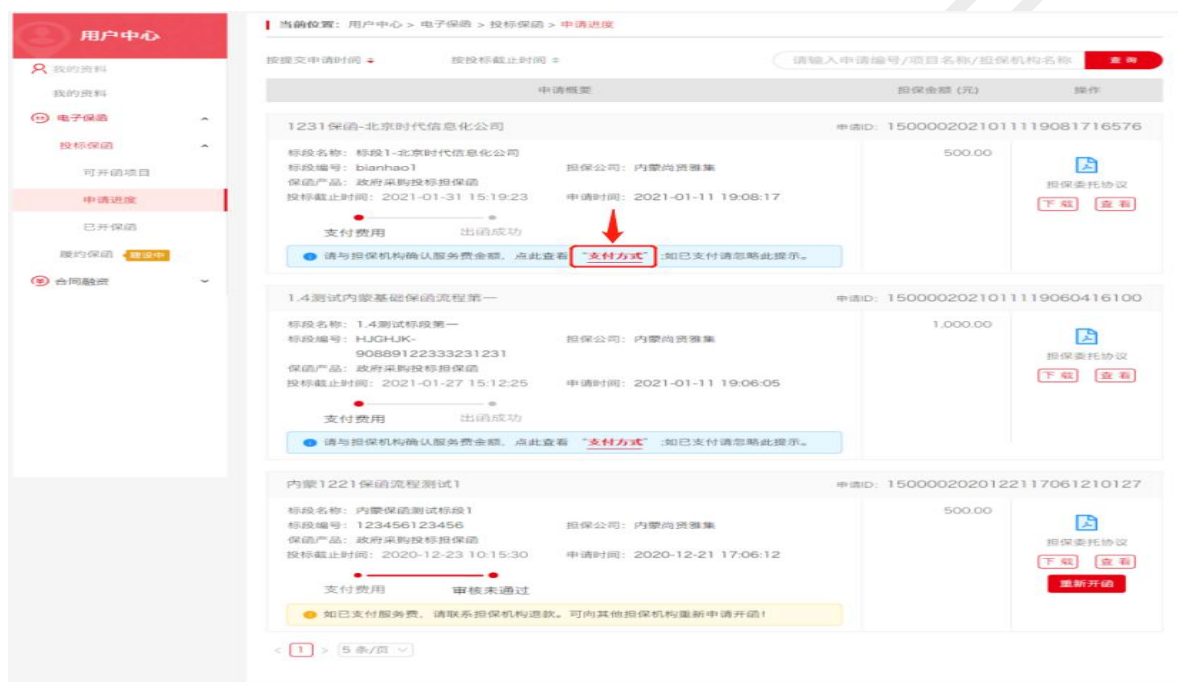 用户中心
我的资料
我的资料
电子保函
投标保函
可开函项目
申请进度
已开保函
履约保函 建设中
合同融资
当前位置: 用户中心 > 电子保函 > 投标保函 > 申请进度
按提交申请时间 按投标截止时间 请输入申请编号/项目名称/担保机构名称 查询
申请概要 担保金额 (元) 操作
1231保函-北京时代信息化公司 申请ID: 1500002021011119081716576
标段名称: 标段1-北京时代信息化公司 500.00
标段编号: bianhao1 担保公司: 内蒙尚贤雅集
保函产品: 政府采购投标担保函 担保委托协议
投标截止时间: 2021-01-31 15:19:23 申请时间: 2021-01-11 19:08:17 下载 查看
支付费用 出函成功
请与担保机构确认服务费金额, 点此查看 "支付方式" ;如已支付请忽略此提示。
1.4测试内蒙基础保函流程第一 申请ID: 1500002021011119060416100
标段名称: 1.4测试标段第一 1,000.00
标段编号: HJGHJK- 担保公司: 内蒙尚贤雅集
90889122333231231 担保委托协议
保函产品: 政府采购投标担保函 下载 查看
投标截止时间: 2021-01-27 15:12:25 申请时间: 2021-01-11 19:06:05
支付费用 出函成功
请与担保机构确认服务费金额, 点此查看 "支付方式" ;如已支付请忽略此提示。
内蒙1221保函流程测试1 申请ID: 1500002020122117061210127
标段名称: 内蒙保函测试标段1 500.00
标段编号: 123456123456 担保公司: 内蒙尚贤雅集
保函产品: 政府采购投标担保函 担保委托协议
投标截止时间: 2020-12-23 10:15:30 申请时间: 2020-12-21 17:06:12 下载 查看
支付费用 审核未通过 重新开函
如已支付服务费, 请联系担保机构退款。可向其他担保机构重新申请开函!
< 1 > 5 条/页